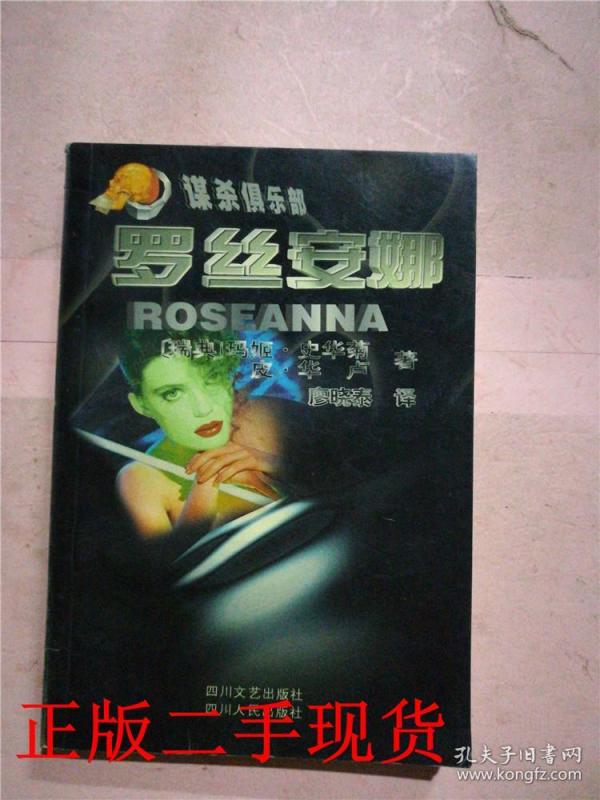 谋杀俱乐部
罗丝安娜
ROSEANNA
[瑞典]玛姬·史华菊
皮·华卢 著
廖晓泰 译
四川文艺出版社
四川人民出版社
正版二手现货
孔夫子旧书网
www.kongfz.com